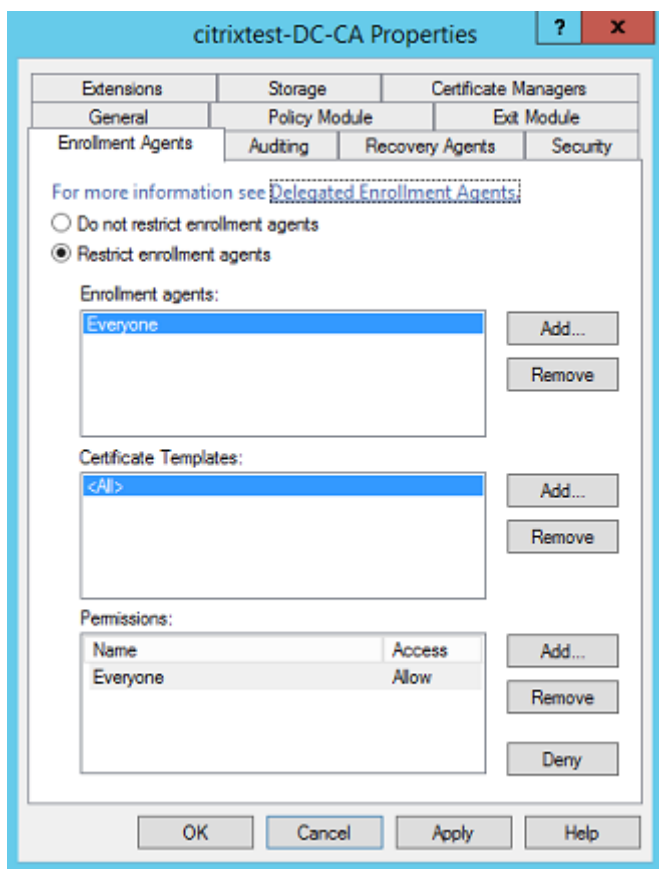 citrixtest-DC-CA Properties
?
x
Extensions
Storage
Certificate Managers
General
Policy Module
Exit Module
Enrollment Agents
Auditing
Recovery Agents
Security
For more information see Delegated Enrollment Agents.
Do not restrict enrollment agents
Restrict enrollment agents
Enrollment agents:
Everyone
Add...
Remove
Certificate Templates:
<All>
Add...
Remove
Permissions:
Name
Access
Everyone
Allow
Add...
Remove
Deny
OK
Cancel
Apply
Help